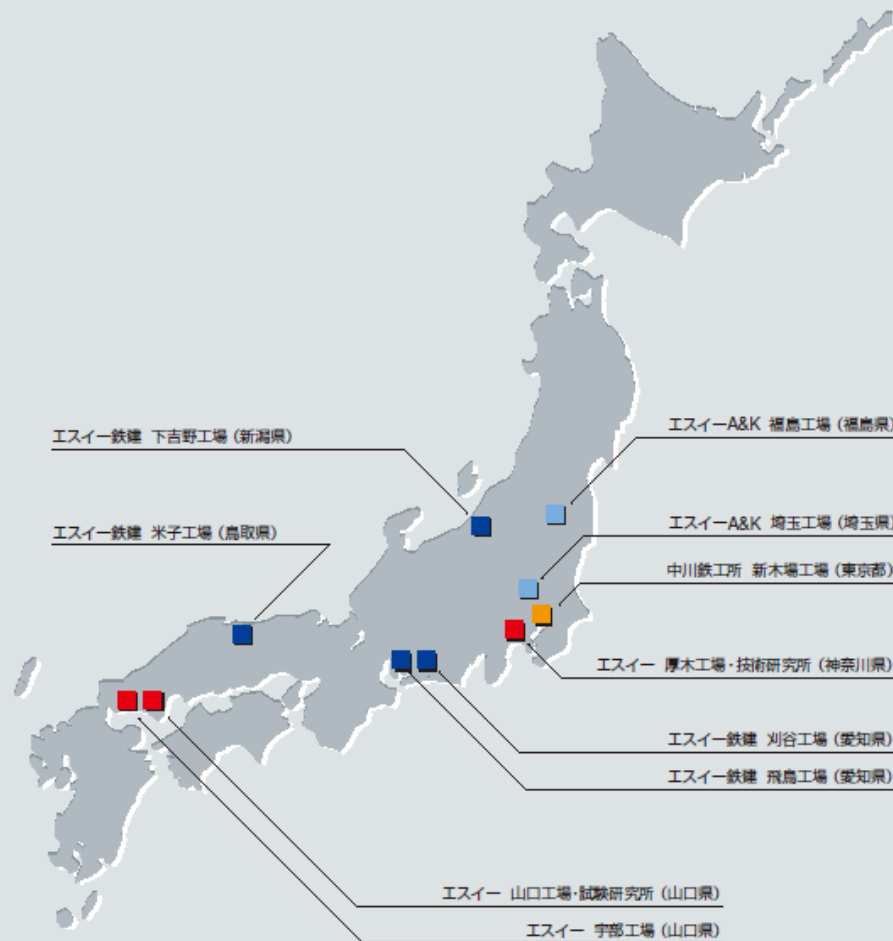 エスイーA&K 福島工場（福島県）
エスイー鉄建 下吉野工場（新潟県）
エスイーA&K 埼玉工場（埼玉県）
エスイー鉄建 米子工場（鳥取県）
中川鉄工所 新木場工場（東京都）
エスイー 厚木工場・技術研究所（神奈川県）
エスイー鉄建 刈谷工場（愛知県）
エスイー鉄建 飛島工場（愛知県）
エスイー 山口工場・試験研究所（山口県）
エスイー 宇部工場（山口県）